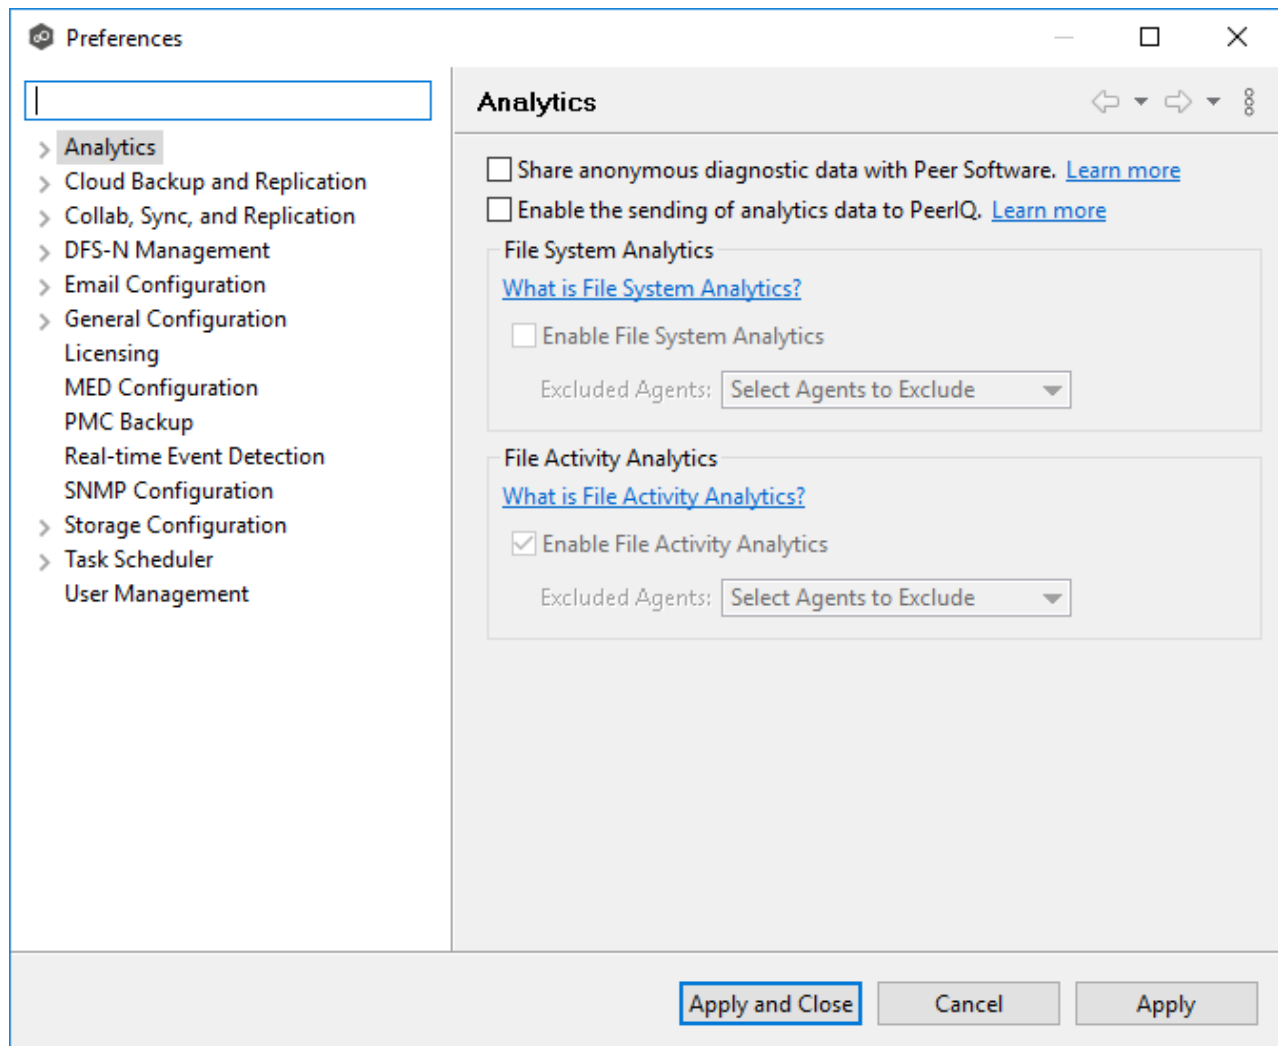 Preferences
Analytics
Cloud Backup and Replication
Collab, Sync, and Replication
DFS-N Management
Email Configuration
General Configuration
Licensing
MED Configuration
PMC Backup
Real-time Event Detection
SNMP Configuration
Storage Configuration
Task Scheduler
User Management
Analytics
Share anonymous diagnostic data with Peer Software. Learn more
Enable the sending of analytics data to PeerIQ. Learn more
File System Analytics
What is File System Analytics?
Enable File System Analytics
Excluded Agents: Select Agents to Exclude
File Activity Analytics
What is File Activity Analytics?
Enable File Activity Analytics
Excluded Agents: Select Agents to Exclude
Apply and Close Cancel Apply